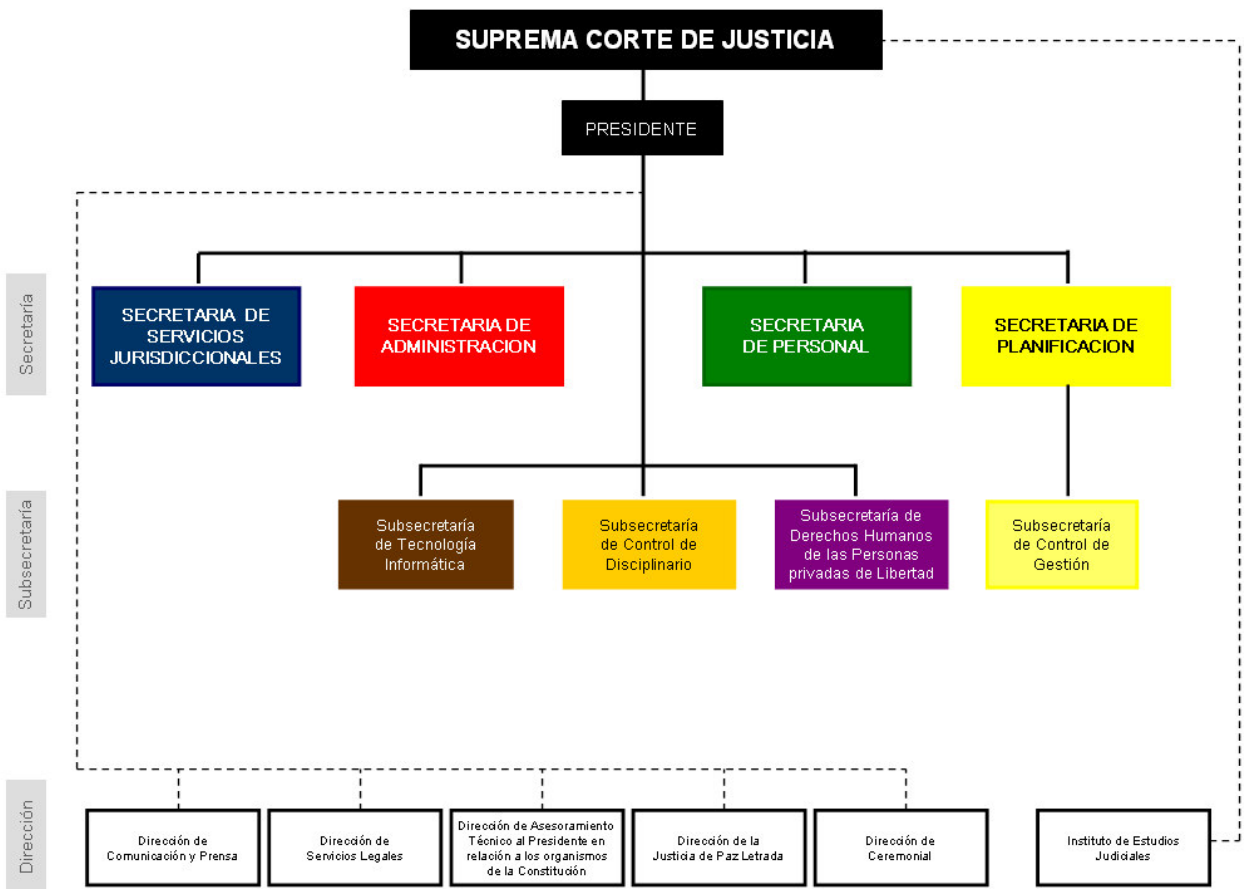 SUPREMA CORTE DE JUSTICIA
PRESIDENTE
Secretaría
SECRETARIA DE
SERVICIOS
JURISDICCIONALES
SECRETARIA DE
ADMINISTRACION
SECRETARIA
DE PERSONAL
SECRETARIA DE
PLANIFICACION
Subsecretaría
Subsecretaría
de Tecnología
Informática
Subsecretaría
de Control de
Disciplinario
Subsecretaría de
Derechos Humanos
de las Personas
privadas de Libertad
Subsecretaría
de Control de
Gestión
Dirección
Dirección de
Comunicación y Prensa
Dirección de
Servicios Legales
Dirección de Asesoramiento
Técnico al Presidente en
relación a los organismos
de la Constitución
Dirección de la
Justicia de Paz Letrada
Dirección de
Ceremonial
Instituto de Estudios
Judiciales